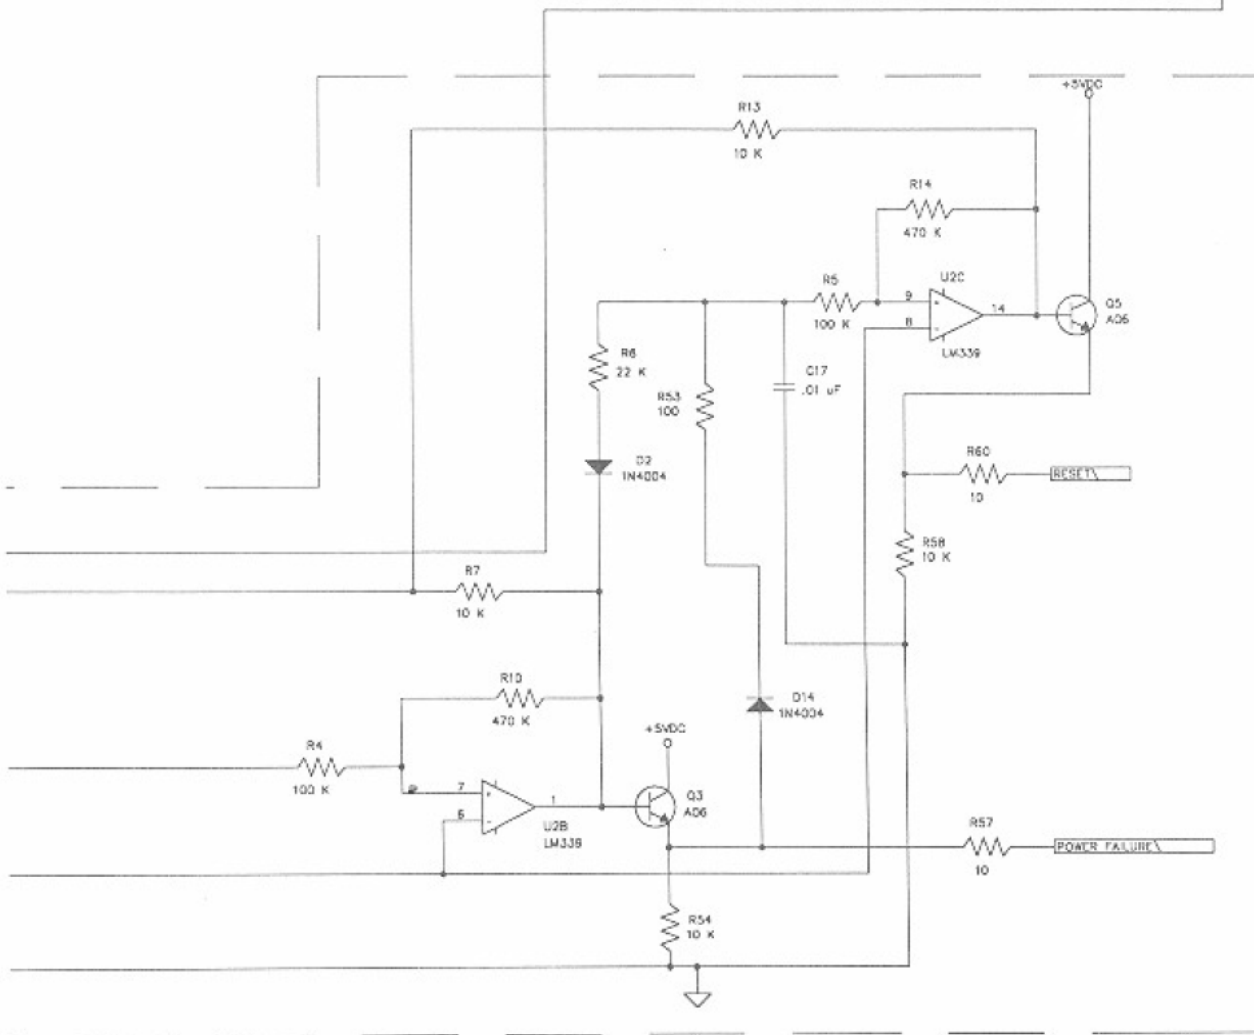 +5VDC
R13
10 K
R14
470 K
R5
100 K
U2C
9
8
14
LM339
Q5
A06
R6
22 K
R53
100
C17
.01 uF
D2
1N4004
R60
10
RESET\
R58
10 K
R7
10 K
R10
470 K
D14
1N4004
+5VDC
R4
100 K
7
6
1
U2B
LM339
Q3
A06
R57
10
POWER FAILURE\
R54
10 K